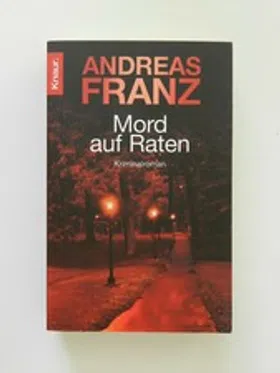 Knaur
ANDREAS
FRANZ
Mord
auf Raten
Kriminalroman